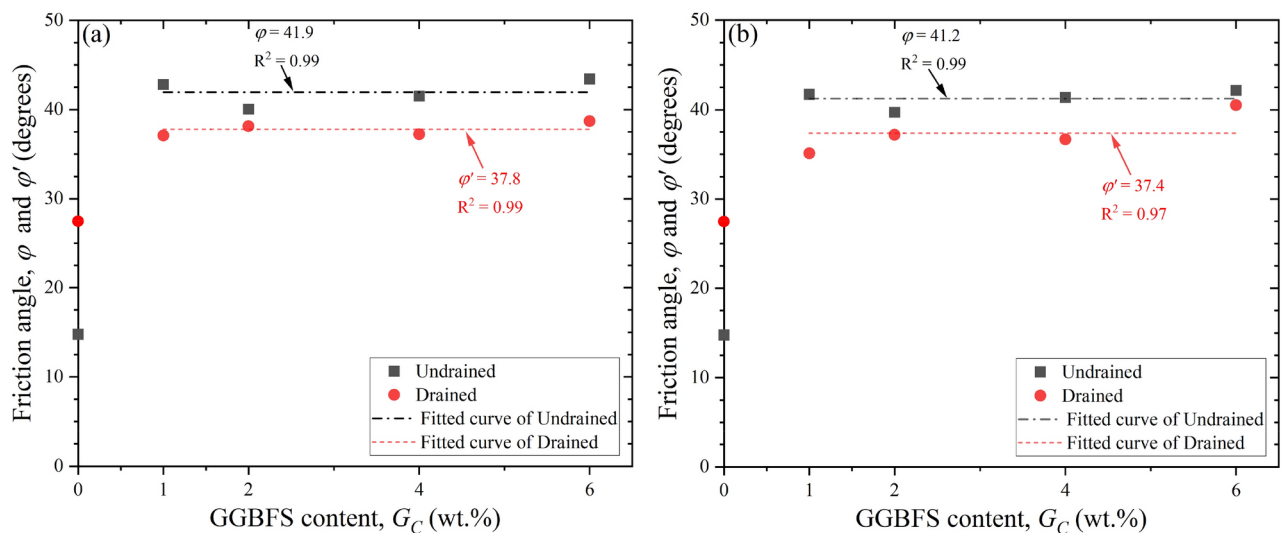 (a)
φ = 41.9
R² = 0.99
φ′ = 37.8
R² = 0.99
50
40
30
20
10
0
Friction angle, φ and φ′ (degrees)
Undrained
Drained
Fitted curve of Undrained
Fitted curve of Drained
0 1 2 4 6
GGBFS content, G_C (wt.%)
(b)
φ = 41.2
R² = 0.99
φ′ = 37.4
R² = 0.97
50
40
30
20
10
0
Friction angle, φ and φ′ (degrees)
Undrained
Drained
Fitted curve of Undrained
Fitted curve of Drained
0 1 2 4 6
GGBFS content, G_C (wt.%)